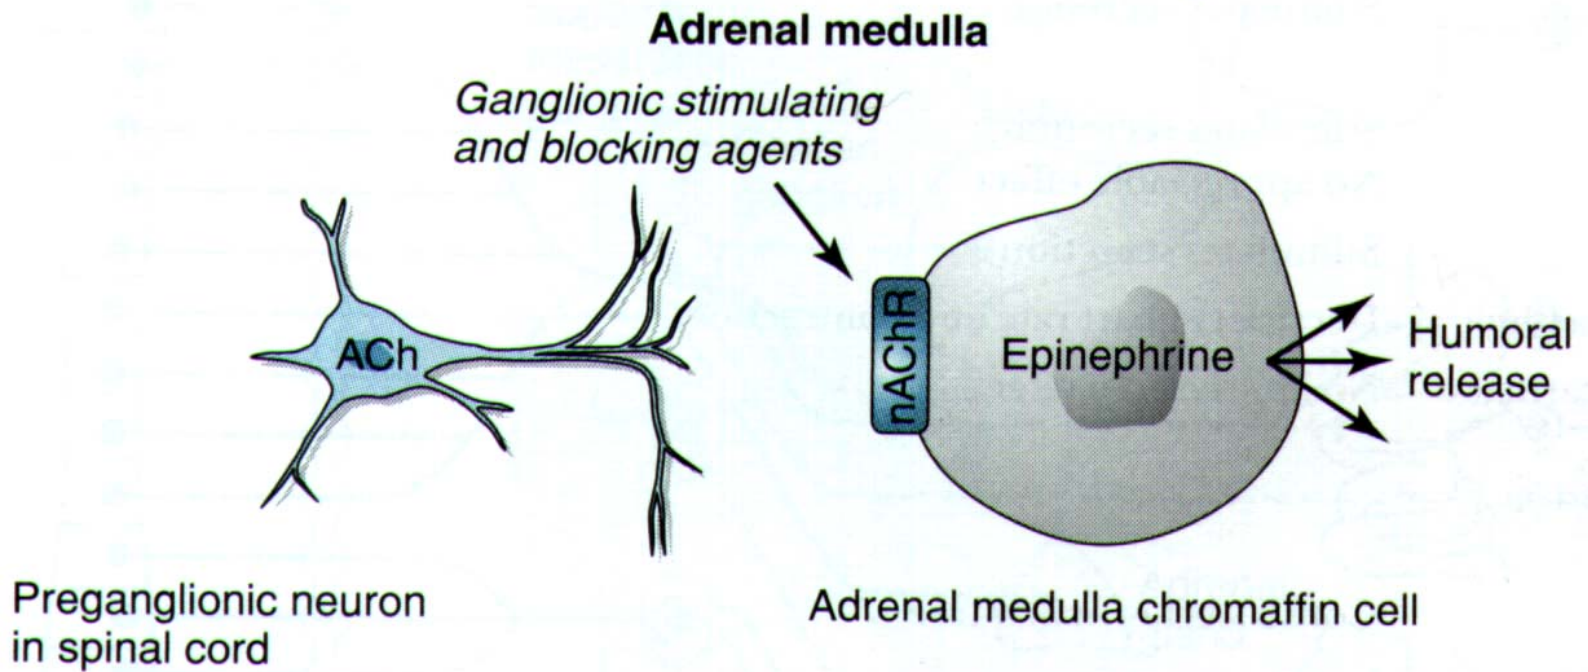 Adrenal medulla
Ganglionic stimulating
and blocking agents
ACh
nAChR
Epinephrine
Humoral
release
Preganglionic neuron
in spinal cord
Adrenal medulla chromaffin cell